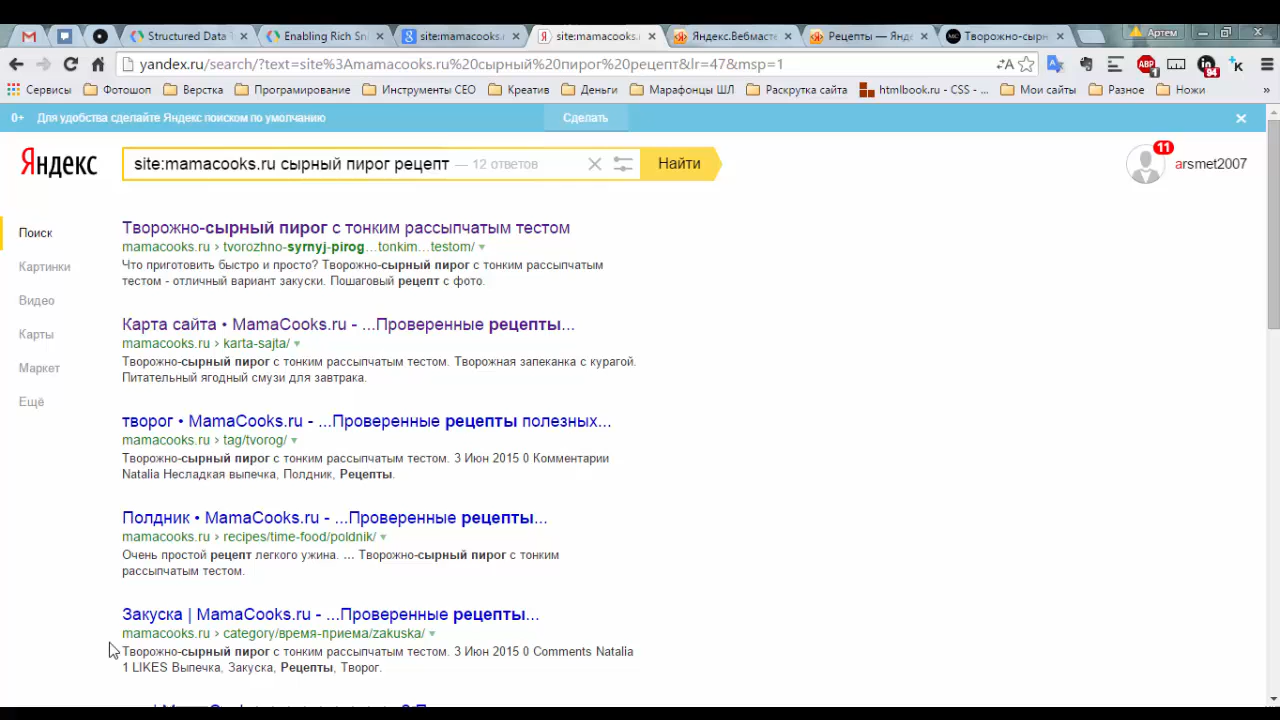 Structured Data T
Enabling Rich Sni
site:mamacooks.ru
site:mamacooks.
Яндекс.Вебмасте
Рецепты — Янде
Творожно-сырн
Артем
yandex.ru/search/?text=site%3Amamacooks.ru%20сырный%20пирог%20рецепт&lr=47&msp=1
Сервисы
Фотошоп
Верстка
Програмирование
Инструменты СЕО
Креатив
Деньги
Марафонцы ШЛ
Раскрутка сайта
htmlbook.ru - CSS - ...
Мои сайты
Разное
Ножи
0+ Для удобства сделайте Яндекс поиском по умолчанию
Сделать
Яндекс
site:mamacooks.ru сырный пирог рецепт — 12 ответов
Найти
11
arsmet2007
Поиск
Картинки
Видео
Карты
Маркет
Ещё
Творожно-сырный пирог с тонким рассыпчатым тестом
mamacooks.ru › tvorozhno-syrnyj-pirog...tonkim...testom/
Что приготовить быстро и просто? Творожно-сырный пирог с тонким рассыпчатым
тестом - отличный вариант закуски. Пошаговый рецепт с фото.
Карта сайта • MamaCooks.ru - ...Проверенные рецепты...
mamacooks.ru › karta-sajta/
Творожно-сырный пирог с тонким рассыпчатым тестом. Творожная запеканка с курагой.
Питательный ягодный смузи для завтрака.
творог • MamaCooks.ru - ...Проверенные рецепты полезных...
mamacooks.ru › tag/tvorog/
Творожно-сырный пирог с тонким рассыпчатым тестом. 3 Июн 2015 0 Комментарии
Natalia Несладкая выпечка, Полдник, Рецепты.
Полдник • MamaCooks.ru - ...Проверенные рецепты...
mamacooks.ru › recipes/time-food/poldnik/
Очень простой рецепт легкого ужина. ... Творожно-сырный пирог с тонким
рассыпчатым тестом.
Закуска | MamaCooks.ru - ...Проверенные рецепты...
mamacooks.ru › category/время-приема/zakuska/
Творожно-сырный пирог с тонким рассыпчатым тестом. 3 Июн 2015 0 Comments Natalia
1 LIKES Выпечка, Закуска, Рецепты, Творог.